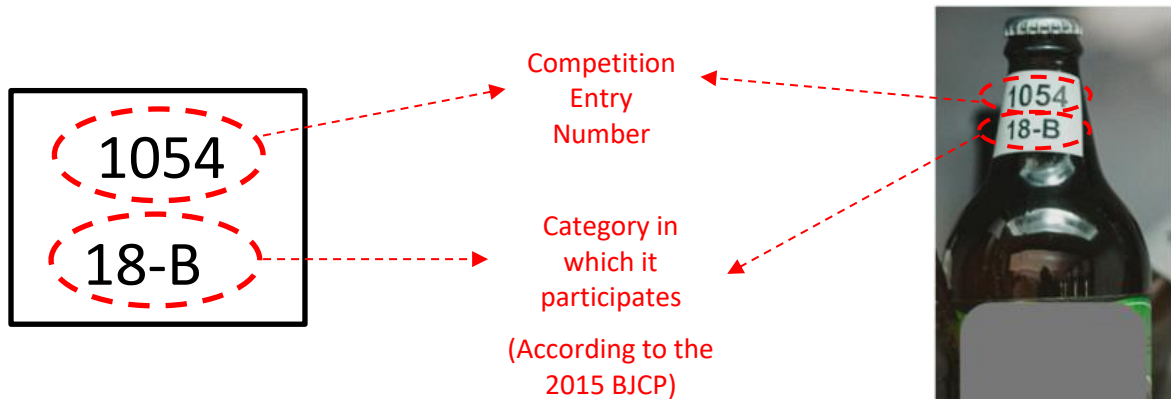 1054
18-B
Competition
Entry
Number
Category in
which it
participates
(According to the
2015 BJCP)
1054
18-B